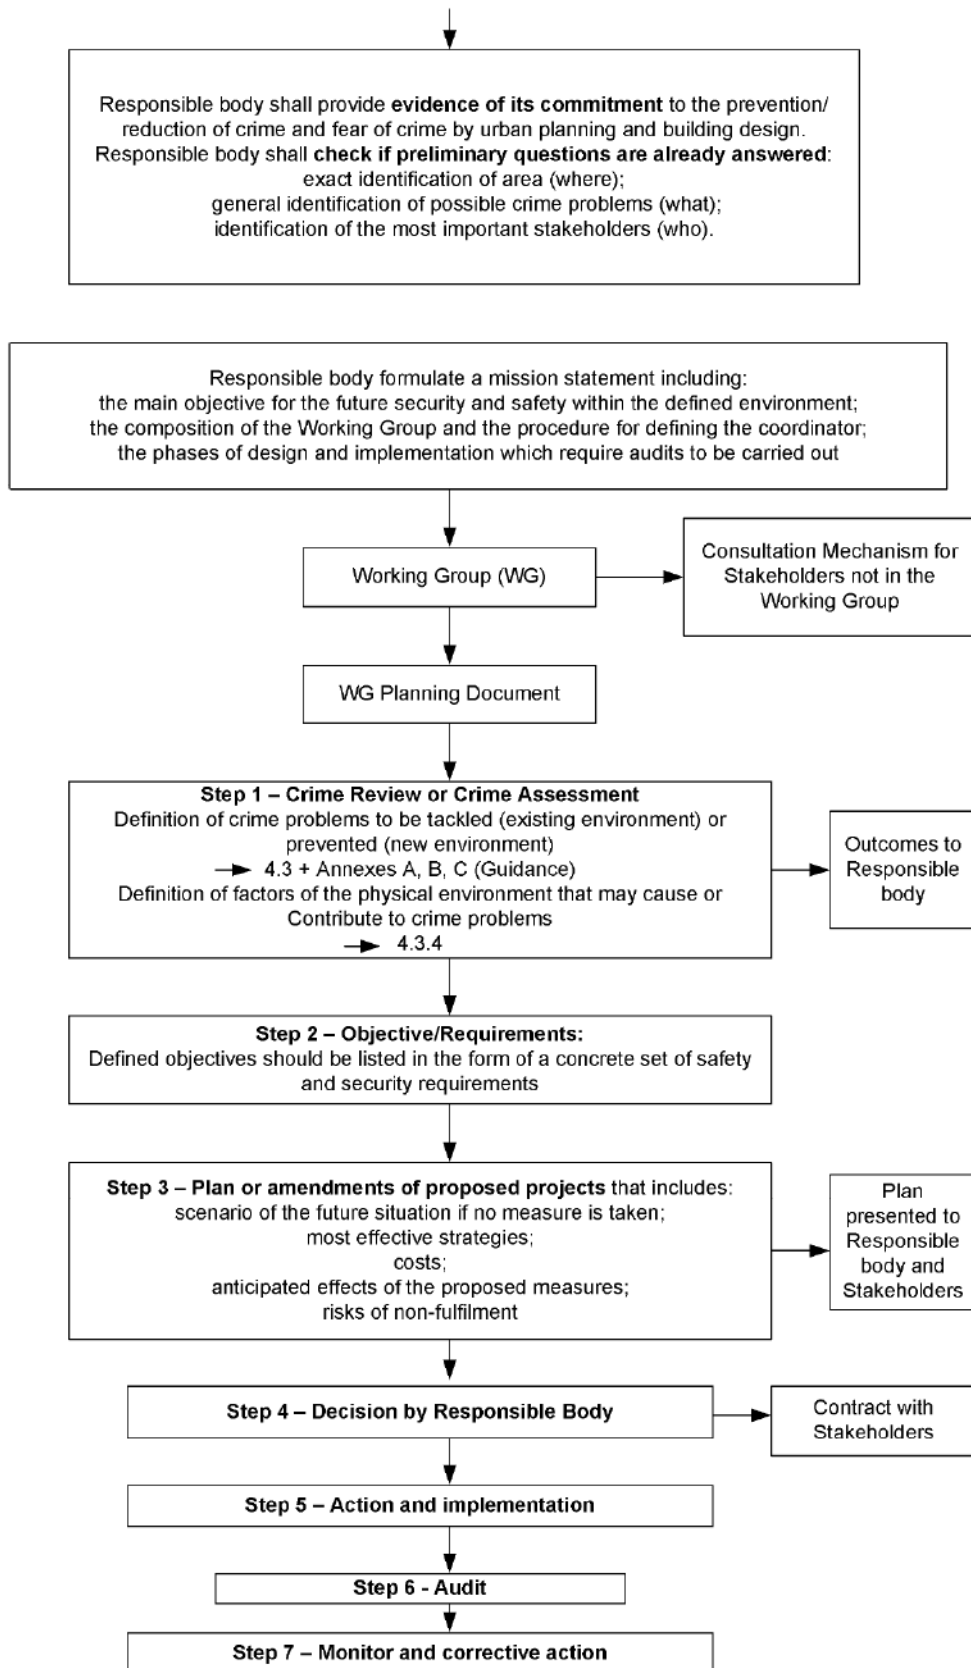 Responsible body shall provide evidence of its commitment to the prevention/
reduction of crime and fear of crime by urban planning and building design.
Responsible body shall check if preliminary questions are already answered:
exact identification of area (where);
general identification of possible crime problems (what);
identification of the most important stakeholders (who).
Responsible body formulate a mission statement including:
the main objective for the future security and safety within the defined environment;
the composition of the Working Group and the procedure for defining the coordinator;
the phases of design and implementation which require audits to be carried out
Working Group (WG)
Consultation Mechanism for
Stakeholders not in the
Working Group
WG Planning Document
Step 1 – Crime Review or Crime Assessment
Definition of crime problems to be tackled (existing environment) or
prevented (new environment)
4.3 + Annexes A, B, C (Guidance)
Definition of factors of the physical environment that may cause or
Contribute to crime problems
4.3.4
Outcomes to
Responsible
body
Step 2 – Objective/Requirements:
Defined objectives should be listed in the form of a concrete set of safety
and security requirements
Step 3 – Plan or amendments of proposed projects that includes:
scenario of the future situation if no measure is taken;
most effective strategies;
costs;
anticipated effects of the proposed measures;
risks of non-fulfilment
Plan
presented to
Responsible
body and
Stakeholders
Step 4 – Decision by Responsible Body
Contract with
Stakeholders
Step 5 – Action and implementation
Step 6 - Audit
Step 7 – Monitor and corrective action